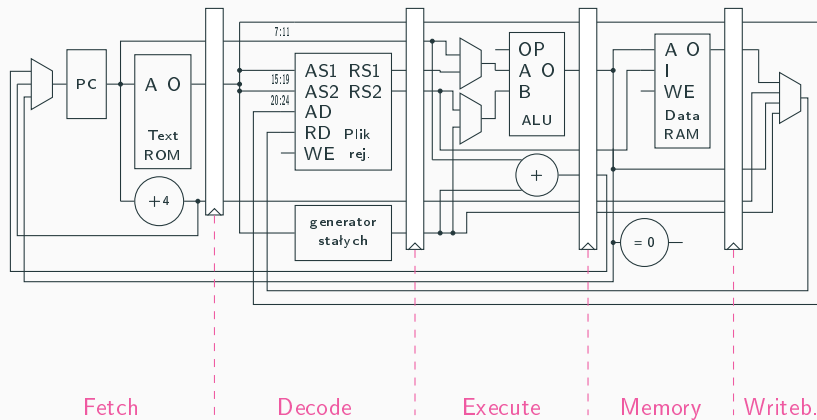 PC
A O
Text
ROM
+4
7:11
15:19
20:24
AS1 RS1
AS2 RS2
AD
RD Plik
WE rej.
generator
stałych
OP
A O
B
ALU
+
A O
I
WE
Data
RAM
= 0
Fetch
Decode
Execute
Memory
Writeb.